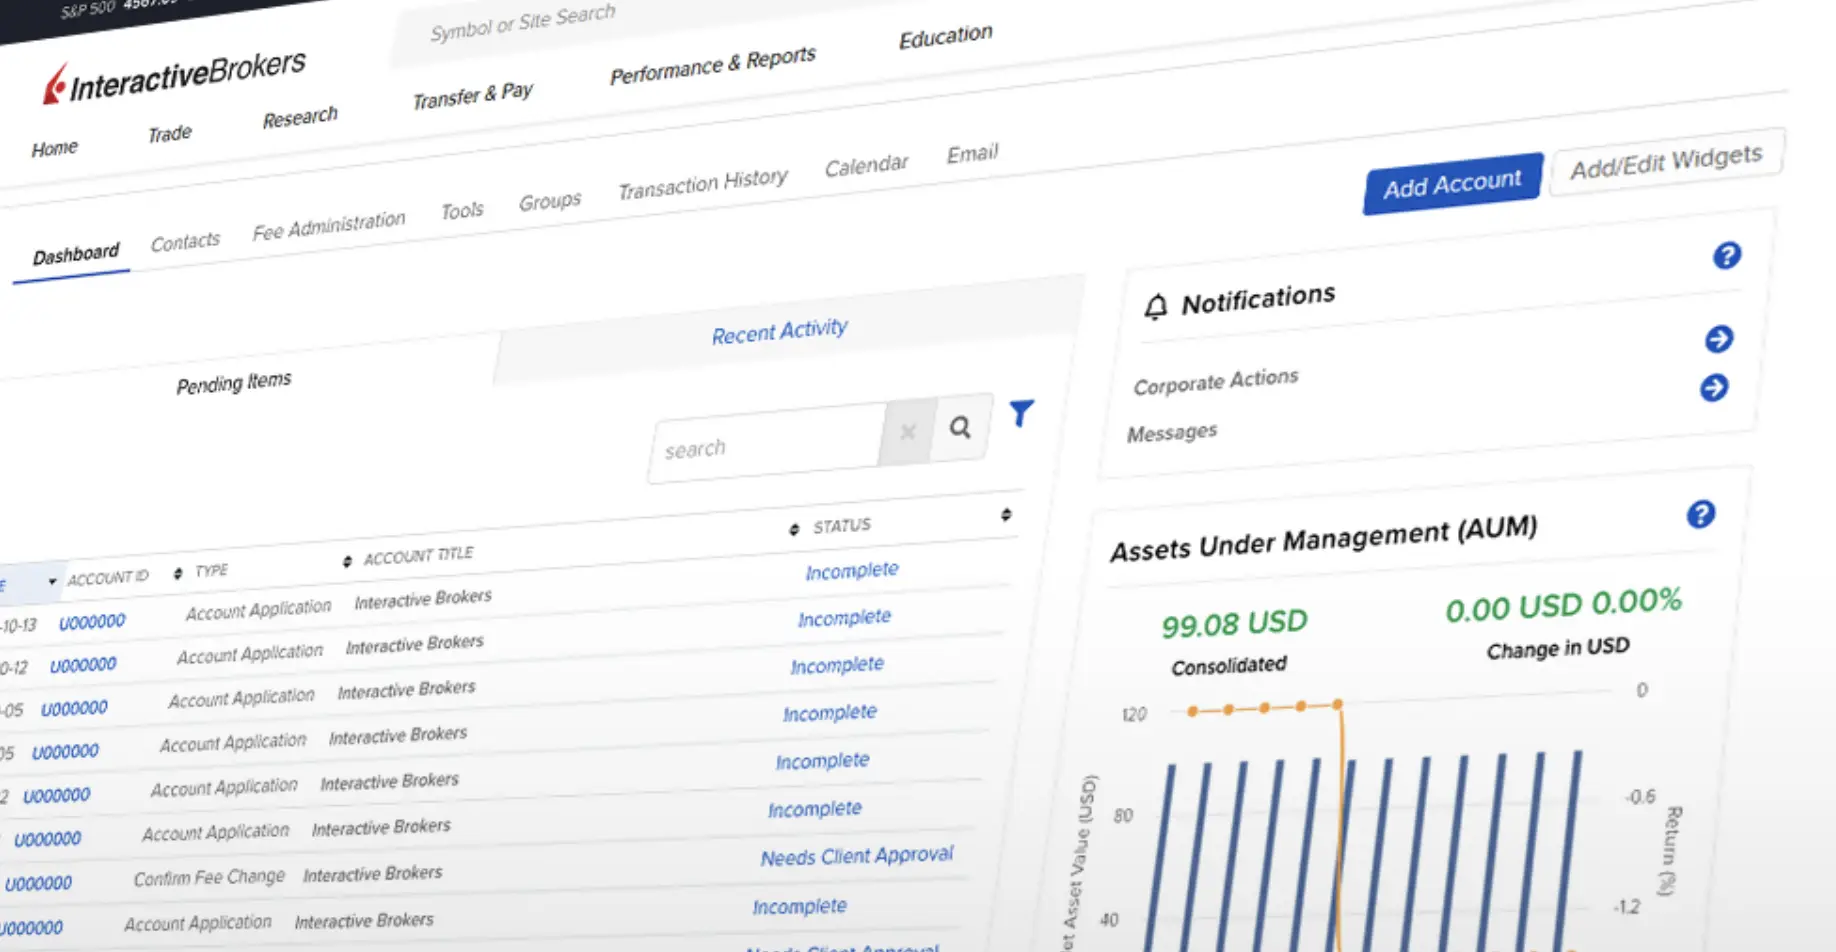 S&P 500 4567.
Symbol or Site Search
InteractiveBrokers
Home Trade Research Transfer & Pay Performance & Reports Education
Dashboard Contacts Fee Administration Tools Groups Transaction History Calendar Email
Add Account Add/Edit Widgets
Pending Items Recent Activity
search
E ACCOUNT ID TYPE ACCOUNT TITLE STATUS
-10-13 U000000 Account Application Interactive Brokers Incomplete
0-12 U000000 Account Application Interactive Brokers Incomplete
-05 U000000 Account Application Interactive Brokers Incomplete
05 U000000 Account Application Interactive Brokers Incomplete
2 U000000 Account Application Interactive Brokers Incomplete
U000000 Account Application Interactive Brokers Incomplete
U000000 Confirm Fee Change Interactive Brokers Needs Client Approval
U000000 Account Application Interactive Brokers Incomplete
Needs Client Approval
Notifications
Corporate Actions
Messages
Assets Under Management (AUM)
99.08 USD 0.00 USD 0.00%
Consolidated Change in USD
120 0
80 -0.6
40 -1.2
et Asset Value (USD)
Return (%)